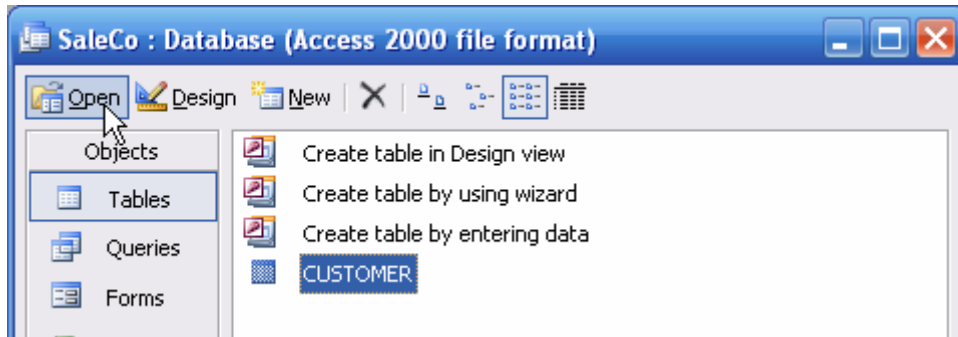 SaleCo : Database (Access 2000 file format)
Open Design New
Objects
Tables
Queries
Forms
Create table in Design view
Create table by using wizard
Create table by entering data
CUSTOMER